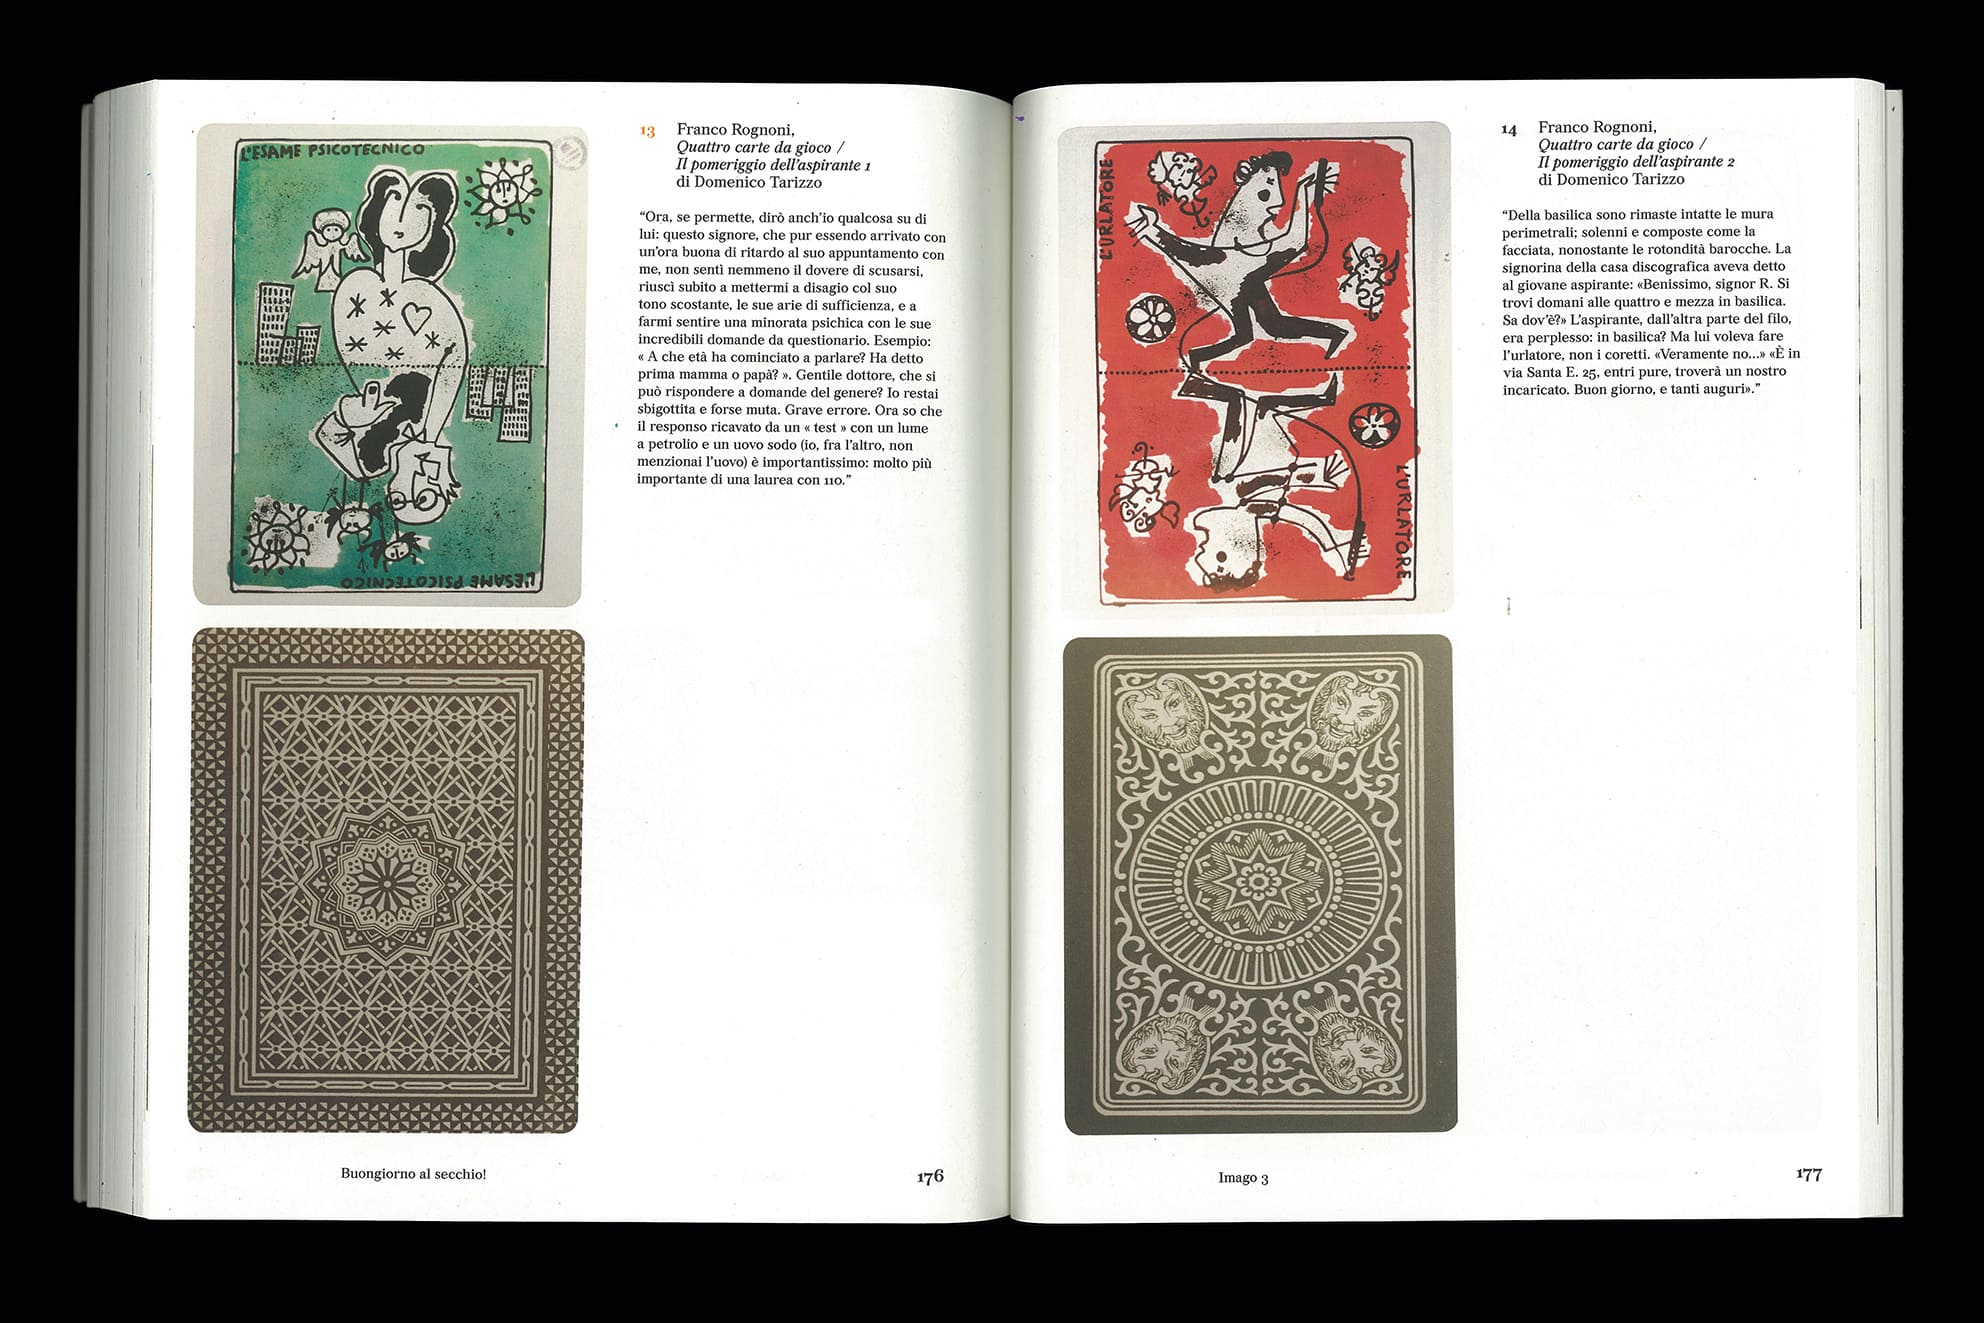 L'ESAME PSICOTECNICO
L'ESAME PSICOTECNICO
13 Franco Rognoni,
Quattro carte da gioco /
Il pomeriggio dell'aspirante 1
di Domenico Tarizzo
“Ora, se permette, dirò anch'io qualcosa su di
lui: questo signore, che pur essendo arrivato con
un'ora buona di ritardo al suo appuntamento con
me, non sentì nemmeno il dovere di scusarsi,
riuscì subito a mettermi a disagio col suo
tono scostante, le sue arie di sufficienza, e a
farmi sentire una minorata psichica con le sue
incredibili domande da questionario. Esempio:
« A che età ha cominciato a parlare? Ha detto
prima mamma o papà? ». Gentile dottore, che si
può rispondere a domande del genere? Io restai
sbigottita e forse muta. Grave errore. Ora so che
il responso ricavato da un « test » con un lume
a petrolio e un uovo sodo (io, fra l'altro, non
menzionai l'uovo) è importantissimo: molto più
importante di una laurea con 110.”
Buongiorno al secchio!
176
L'URLATORE
L'URLATORE
14 Franco Rognoni,
Quattro carte da gioco /
Il pomeriggio dell'aspirante 2
di Domenico Tarizzo
“Della basilica sono rimaste intatte le mura
perimetrali; solenni e composte come la
facciata, nonostante le rotondità barocche. La
signorina della casa discografica aveva detto
al giovane aspirante: «Benissimo, signor R. Si
trovi domani alle quattro e mezza in basilica.
Sa dov'è?» L'aspirante, dall'altra parte del filo,
era perplesso: in basilica? Ma lui voleva fare
l'urlatore, non i coretti. «Veramente no...» «È in
via Santa E. 25, entri pure, troverà un nostro
incaricato. Buon giorno, e tanti auguri».”
Imago 3
177